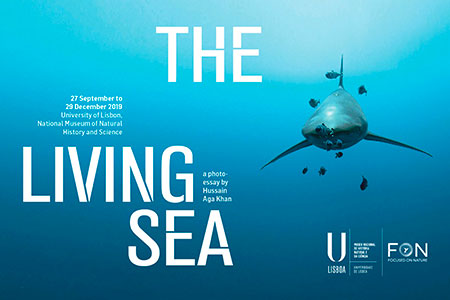 THE
27 September to
29 December 2019
University of Lisbon,
National Museum of Natural
History and Science
LIVING
a photo-
essay by
Hussain
Aga Khan
SEA
U
LISBOA
MUSEU NACIONAL
DE HISTÓRIA
NATURAL E
DA CIÊNCIA
UNIVERSIDADE
DE LISBOA
FON
FOCUSED ON NATURE